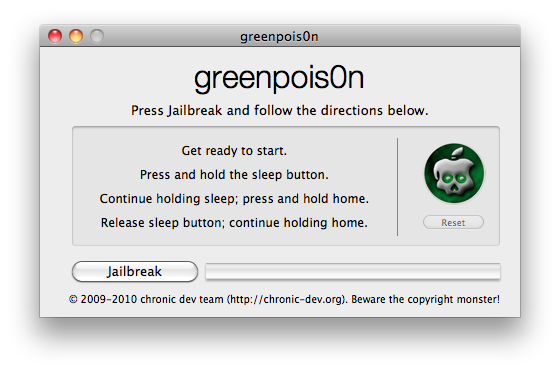 greenpois0n
greenpois0n
Press Jailbreak and follow the directions below.
Get ready to start.
Press and hold the sleep button.
Continue holding sleep; press and hold home.
Release sleep button; continue holding home.
Reset
Jailbreak
© 2009-2010 chronic dev team (http://chronic-dev.org). Beware the copyright monster!